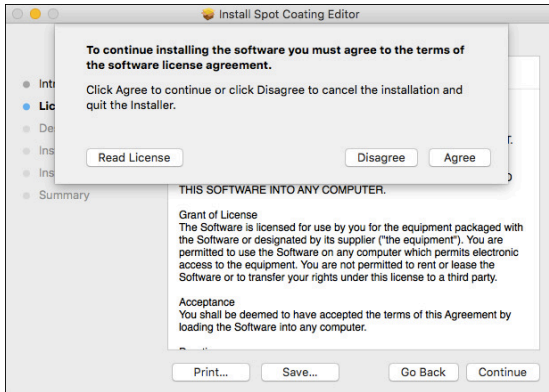 Install Spot Coating Editor
To continue installing the software you must agree to the terms of
the software license agreement.
Click Agree to continue or click Disagree to cancel the installation and
quit the Installer.
Read License
Disagree
Agree
Int
Lic
De
Ins
Ins
Summary
THIS SOFTWARE INTO ANY COMPUTER.
Grant of License
The Software is licensed for use by you for the equipment packaged with
the Software or designated by its supplier ("the equipment"). You are
permitted to use the Software on any computer which permits electronic
access to the equipment. You are not permitted to rent or lease the
Software or to transfer your rights under this license to a third party.
Acceptance
You shall be deemed to have accepted the terms of this Agreement by
loading the Software into any computer.
Print...
Save...
Go Back
Continue